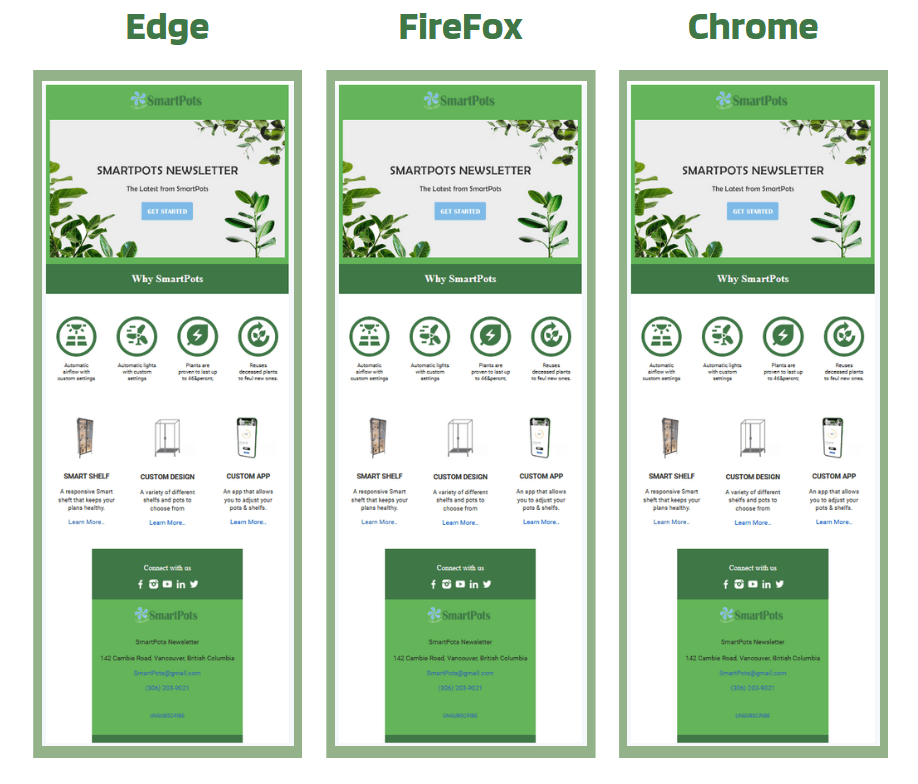 Edge
FireFox
Chrome
SmartPots
SMARTPOTS NEWSLETTER
The Latest from SmartPots
GET STARTED
Why SmartPots
Automatic
airflow with
custom settings
Automatic lights
with custom
settings
Plants are
proven to last up
to 46&percnt;
Reuses
deceased plants
to feul new ones.
SMART SHELF
A responsive Smart
sheft that keeps your
plans healthy.
Learn More..
CUSTOM DESIGN
A variety of different
shelfs and pots to
choose from
Learn More..
CUSTOM APP
An app that allows
you to adjust your
pots & shelfs.
Learn More..
Connect with us
SmartPots
SmartPots Newsletter
142 Cambie Road, Vancouver, British Columbia
SmartPots@gmail.com
(306) 203-9021
UNSUBSCRIBE
SmartPots
SMARTPOTS NEWSLETTER
The Latest from SmartPots
GET STARTED
Why SmartPots
Automatic
airflow with
custom settings
Automatic lights
with custom
settings
Plants are
proven to last up
to 46&percnt;
Reuses
deceased plants
to feul new ones.
SMART SHELF
A responsive Smart
sheft that keeps your
plans healthy.
Learn More..
CUSTOM DESIGN
A variety of different
shelfs and pots to
choose from
Learn More..
CUSTOM APP
An app that allows
you to adjust your
pots & shelfs.
Learn More..
Connect with us
SmartPots
SmartPots Newsletter
142 Cambie Road, Vancouver, British Columbia
SmartPots@gmail.com
(306) 203-9021
UNSUBSCRIBE
SmartPots
SMARTPOTS NEWSLETTER
The Latest from SmartPots
GET STARTED
Why SmartPots
Automatic
airflow with
custom settings
Automatic lights
with custom
settings
Plants are
proven to last up
to 46&percnt;
Reuses
deceased plants
to feul new ones.
SMART SHELF
A responsive Smart
sheft that keeps your
plans healthy.
Learn More..
CUSTOM DESIGN
A variety of different
shelfs and pots to
choose from
Learn More..
CUSTOM APP
An app that allows
you to adjust your
pots & shelfs.
Learn More..
Connect with us
SmartPots
SmartPots Newsletter
142 Cambie Road, Vancouver, British Columbia
SmartPots@gmail.com
(306) 203-9021
UNSUBSCRIBE